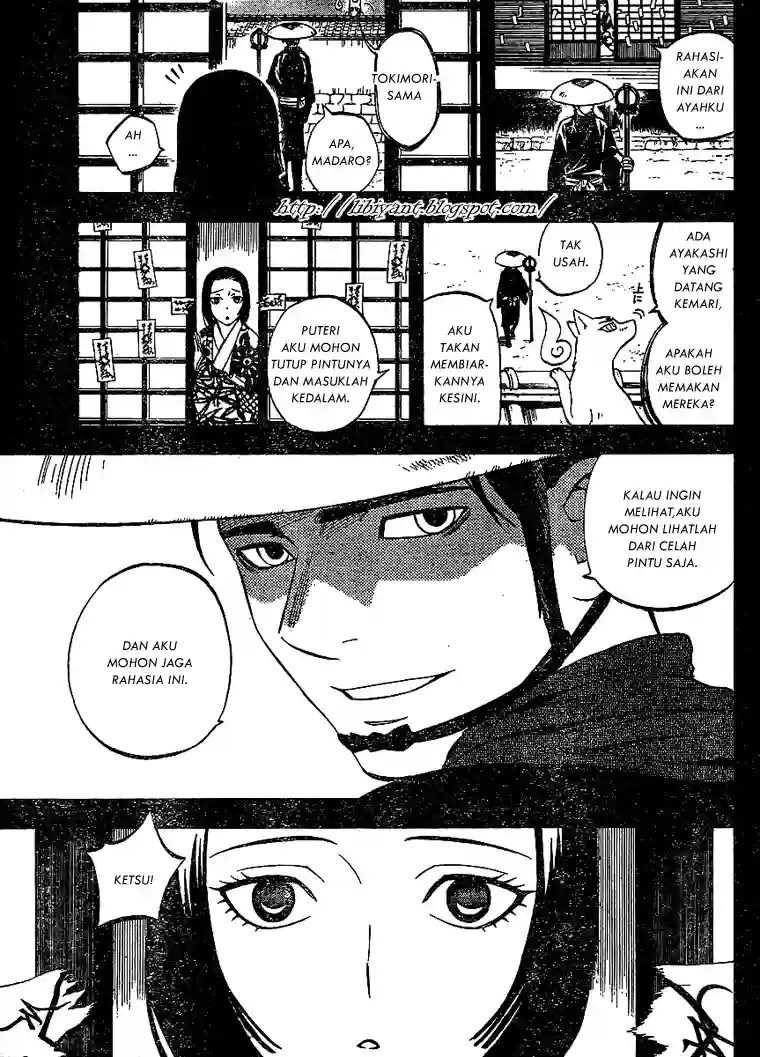 RAHASI-
AKAN
INI DARI
AYAHKU
...
TOKIMORI-
SAMA
APA,
MADARO?
AH
...
http://libiyant.blogspot.com/
ADA
AYAKASHI
YANG
DATANG
KEMARI,
APAKAH
AKU BOLEH
MEMAKAN
MEREKA?
TAK
USAH.
AKU
TAKAN
MEMBIAR-
KANNYA
KESINI.
PUTERI
AKU MOHON
TUTUP PINTUNYA
DAN MASUKLAH
KEDALAM.
KALAU INGIN
MELIHAT,AKU
MOHON LIHATLAH
DARI CELAH
PINTU SAJA.
DAN AKU
MOHON JAGA
RAHASIA INI.
KETSU!